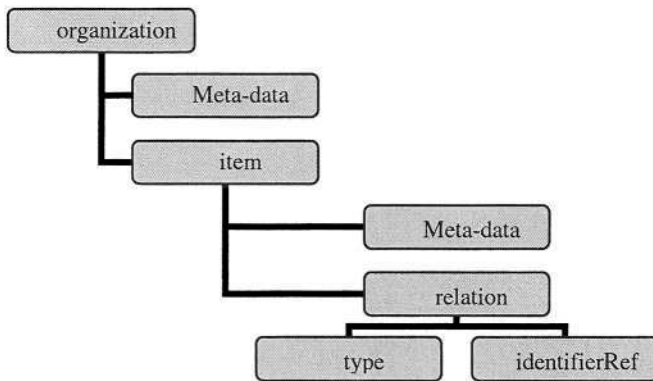 organization
Meta-data
item
Meta-data
relation
type
identifierRef